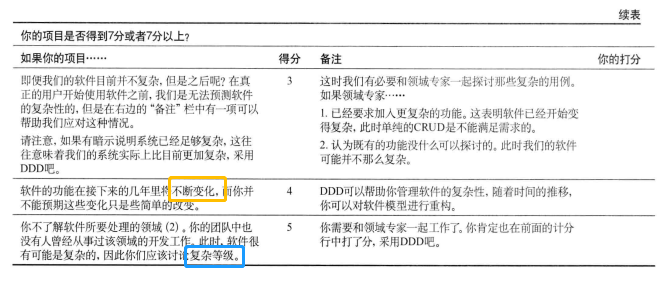 续表
你的项目是否得到7分或者7分以上?
如果你的项目…… 得分 备注 你的打分
即便我们的软件目前并不复杂，但是之后呢? 在真
正的用户开始使用软件之前，我们是无法预测软件
的复杂性的，但是在右边的“备注”栏中有一项可以
帮助我们应对这种情况。
请注意，如果有暗示说明系统已经足够复杂，这往
往意味着我们的系统实际上比目前更加复杂，采用
DDD吧。
3
这时我们有必要和领域专家一起探讨那些复杂的用例。
如果领域专家……
1. 已经要求加入更复杂的功能。这表明软件已经开始变
得复杂，此时单纯的CRUD是不能满足需求的。
2. 认为既有的功能没什么可以探讨的。此时我们的软件
可能并不那么复杂。
软件的功能在接下来的几年里将不断变化，而你并
不能预期这些变化只是些简单的改变。
4
DDD可以帮助你管理软件的复杂性，随着时间的推移，
你可以对软件模型进行重构。
你不了解软件所要处理的领域 (2) 。你的团队中也
没有人曾经从事过该领域的开发工作。此时，软件很
有可能是复杂的，因此你们应该讨论复杂等级。
5
你需要和领域专家一起工作了。你肯定也在前面的计分
行中打了分，采用DDD吧。